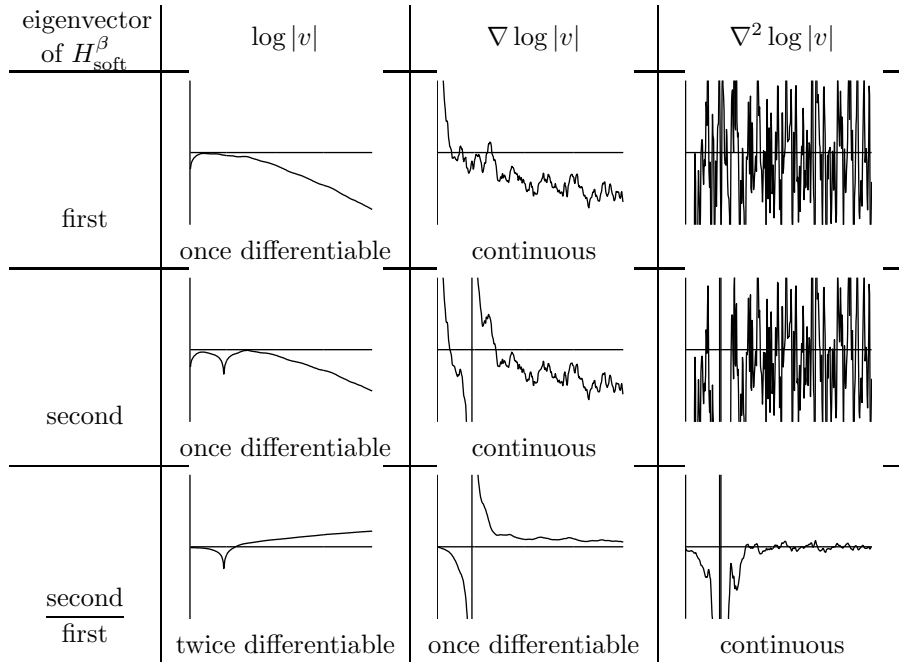 eigenvector of H^β_soft log |v| ∇ log |v| ∇² log |v|
first
once differentiable continuous
second
once differentiable continuous
second
first
twice differentiable once differentiable continuous